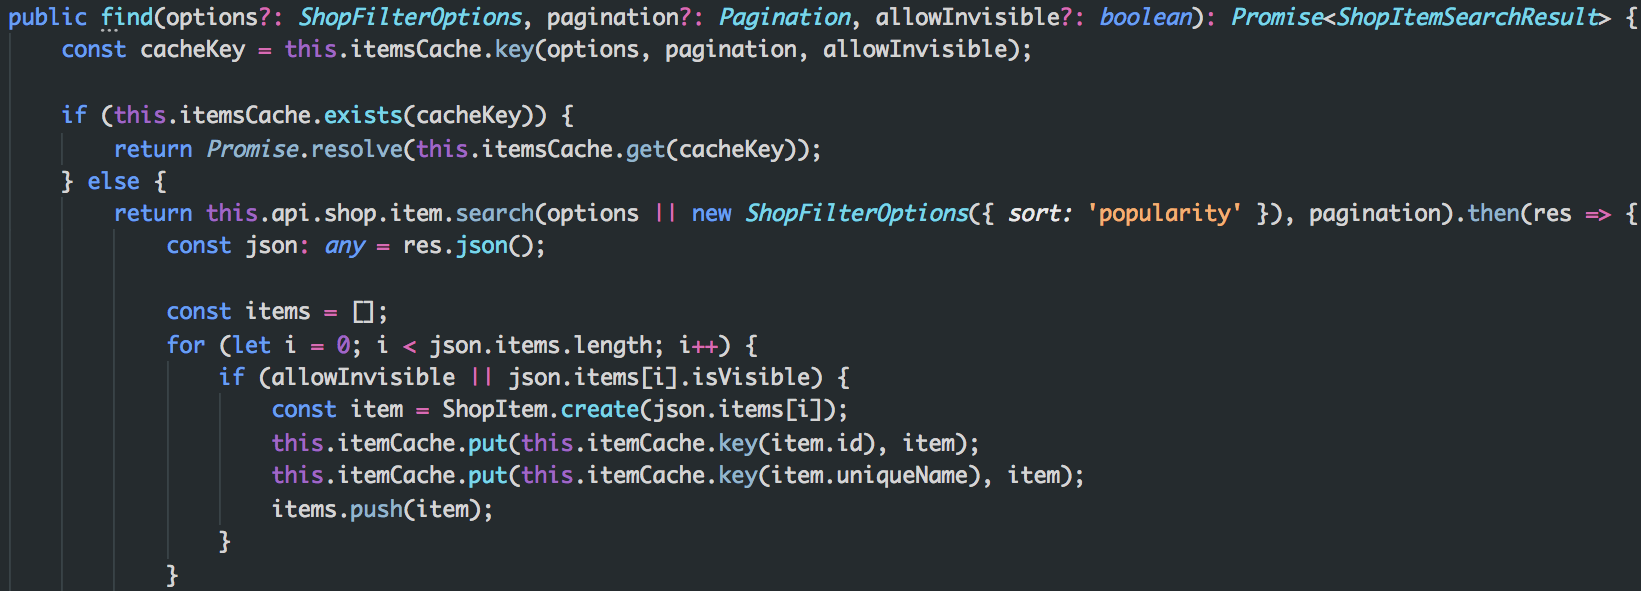 public find(options?: ShopFilterOptions, pagination?: Pagination, allowInvisible?: boolean): Promise<ShopItemSearchResult> {
    const cacheKey = this.itemsCache.key(options, pagination, allowInvisible);

    if (this.itemsCache.exists(cacheKey)) {
        return Promise.resolve(this.itemsCache.get(cacheKey));
    } else {
        return this.api.shop.item.search(options || new ShopFilterOptions({ sort: 'popularity' }), pagination).then(res => {
            const json: any = res.json();

            const items = [];
            for (let i = 0; i < json.items.length; i++) {
                if (allowInvisible || json.items[i].isVisible) {
                    const item = ShopItem.create(json.items[i]);
                    this.itemCache.put(this.itemCache.key(item.id), item);
                    this.itemCache.put(this.itemCache.key(item.uniqueName), item);
                    items.push(item);
                }
            }